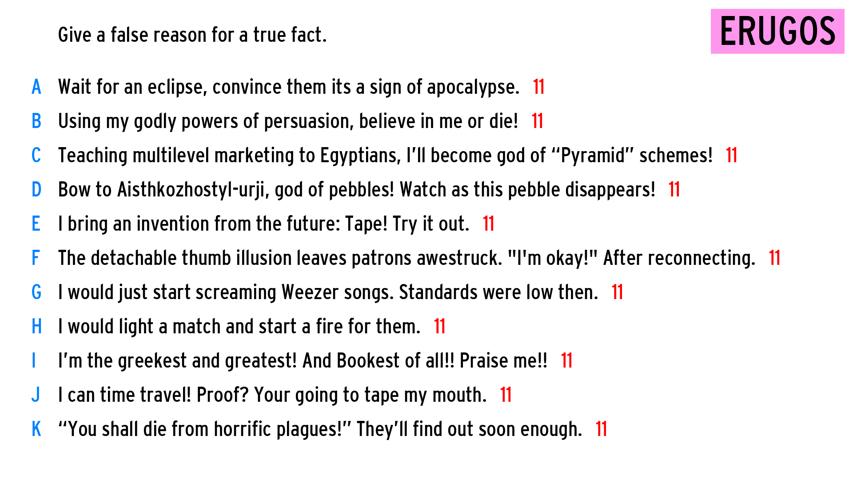 Give a false reason for a true fact.
ERUGOS
A Wait for an eclipse, convince them its a sign of apocalypse. 11
B Using my godly powers of persuasion, believe in me or die! 11
C Teaching multilevel marketing to Egyptians, I’ll become god of “Pyramid” schemes! 11
D Bow to Aisthkozhostyl-urji, god of pebbles! Watch as this pebble disappears! 11
E I bring an invention from the future: Tape! Try it out. 11
F The detachable thumb illusion leaves patrons awestruck. "I'm okay!" After reconnecting. 11
G I would just start screaming Weezer songs. Standards were low then. 11
H I would light a match and start a fire for them. 11
I I’m the greekest and greatest! And Bookest of all!! Praise me!! 11
J I can time travel! Proof? Your going to tape my mouth. 11
K “You shall die from horrific plagues!” They’ll find out soon enough. 11